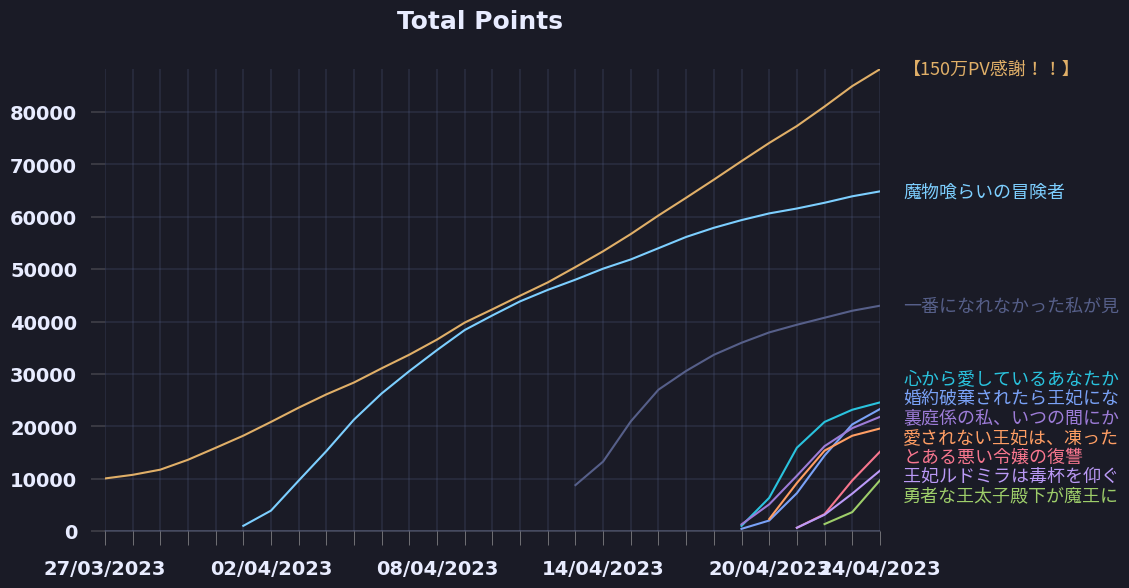 Total Points
【150万PV感謝！！】
80000
70000
魔物喰らいの冒険者
60000
50000
一番になれなかった私が見
40000
30000
心から愛しているあなたか
婚約破棄されたら王妃にな
裏庭係の私、いつの間にか
20000
愛されない王妃は、凍った
とある悪い令嬢の復讐
王妃ルドミラは毒杯を仰ぐ
10000
勇者な王太子殿下が魔王に
0
27/03/2023 02/04/2023 08/04/2023 14/04/2023 20/04/2023 24/04/2023